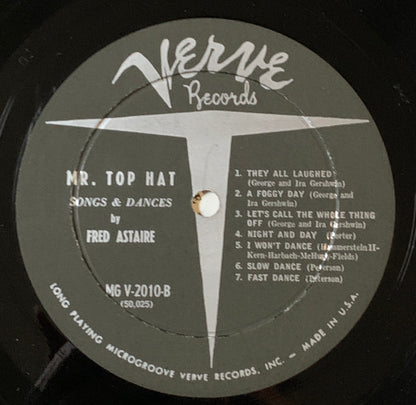 Verve
Records
MR. TOP HAT
SONGS & DANCES
by
FRED ASTAIRE
MG V-2010-B
(50,025)
1. THEY ALL LAUGHED
(George and Ira Gershwin)
2. A FOGGY DAY (George and
Ira Gershwin)
3. LET'S CALL THE WHOLE THING
OFF (George and Ira Gershwin)
4. NIGHT AND DAY (Porter)
5. I WON'T DANCE (Hammerstein II-
Kern-Harbach-McHugh-Fields)
6. SLOW DANCE (Peterson)
7. FAST DANCE (Peterson)
LONG PLAYING MICROGROOVE VERVE RECORDS, INC. – MADE IN U.S.A.